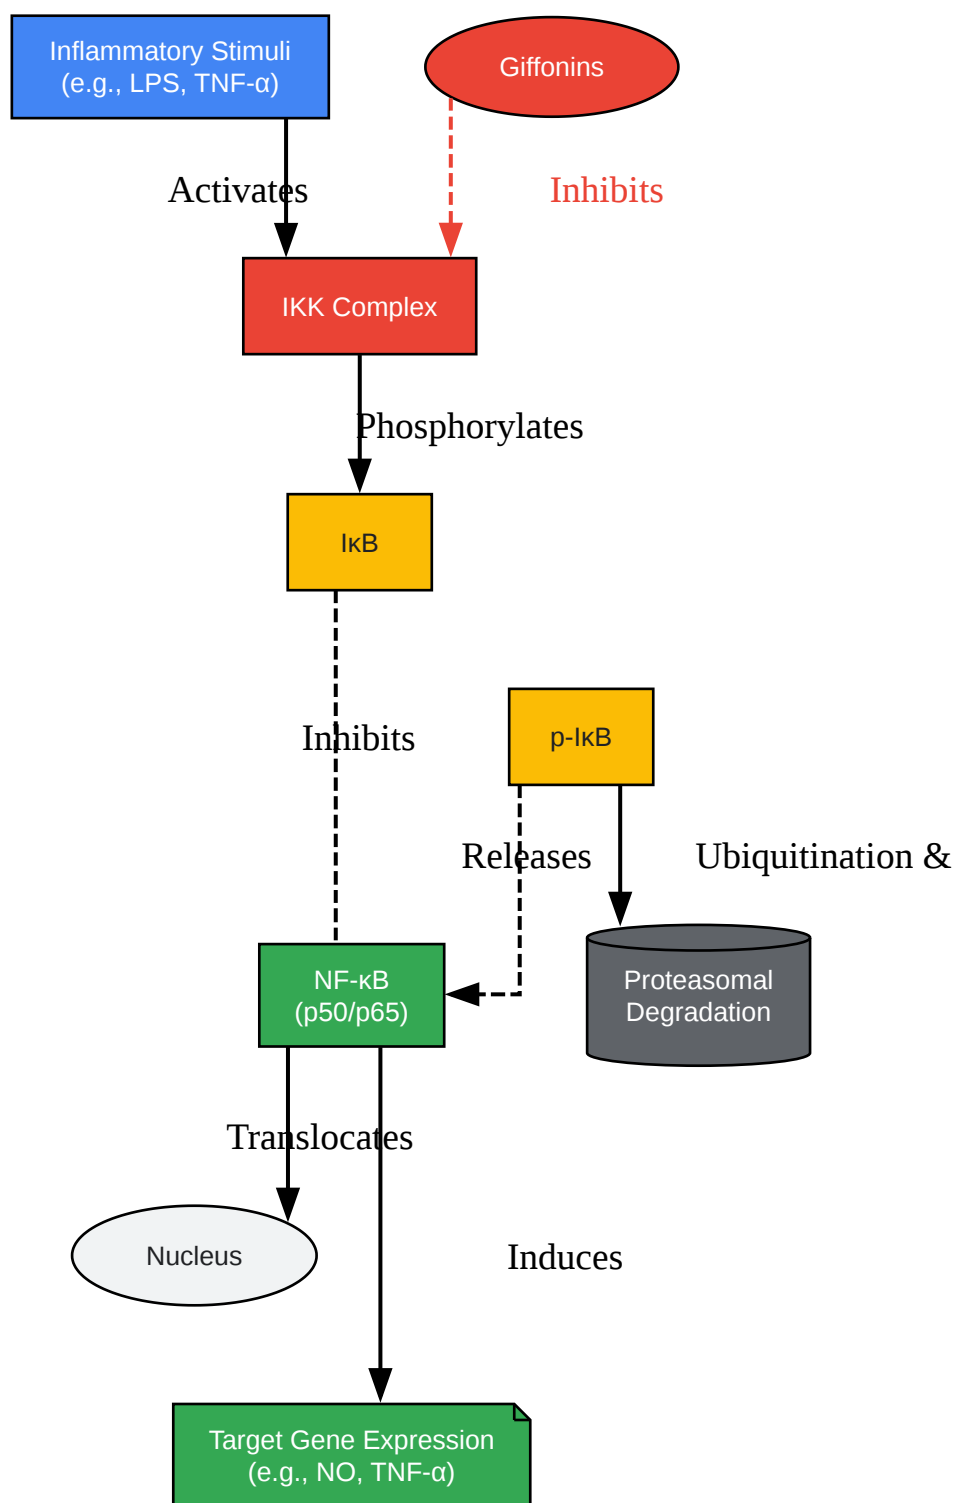 Inflammatory Stimuli
(e.g., LPS, TNF-α)
Giffonins
Activates
Inhibits
IKK Complex
Phosphorylates
IκB
Inhibits
p-IκB
Releases
Ubiquitination &
NF-κB
(p50/p65)
Proteasomal
Degradation
Translocates
Nucleus
Induces
Target Gene Expression
(e.g., NO, TNF-α)